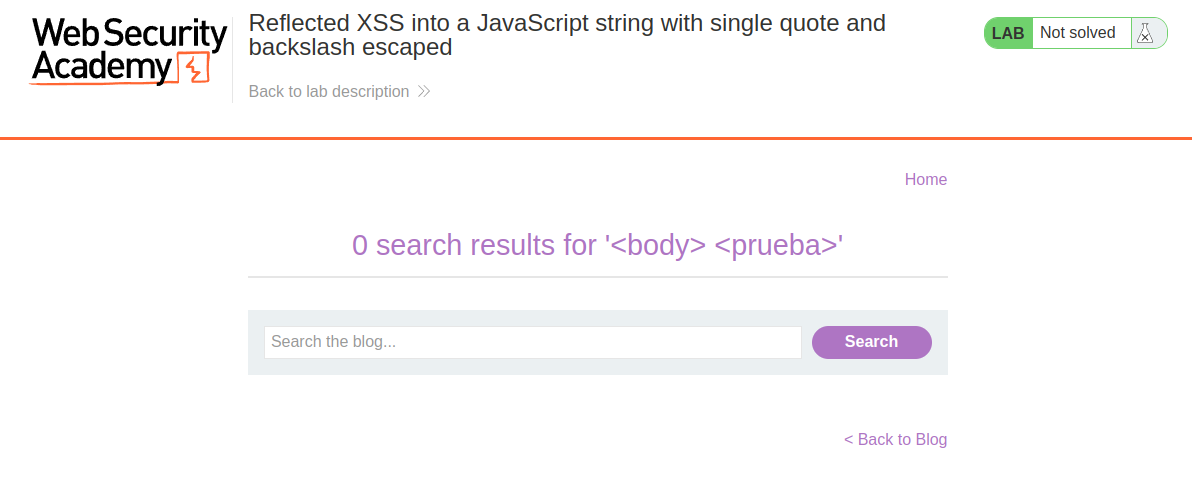 Web Security
Academy
Reflected XSS into a JavaScript string with single quote and
backslash escaped
Back to lab description
LAB Not solved
Home
0 search results for '<body> <prueba>'
Search the blog...
Search
< Back to Blog